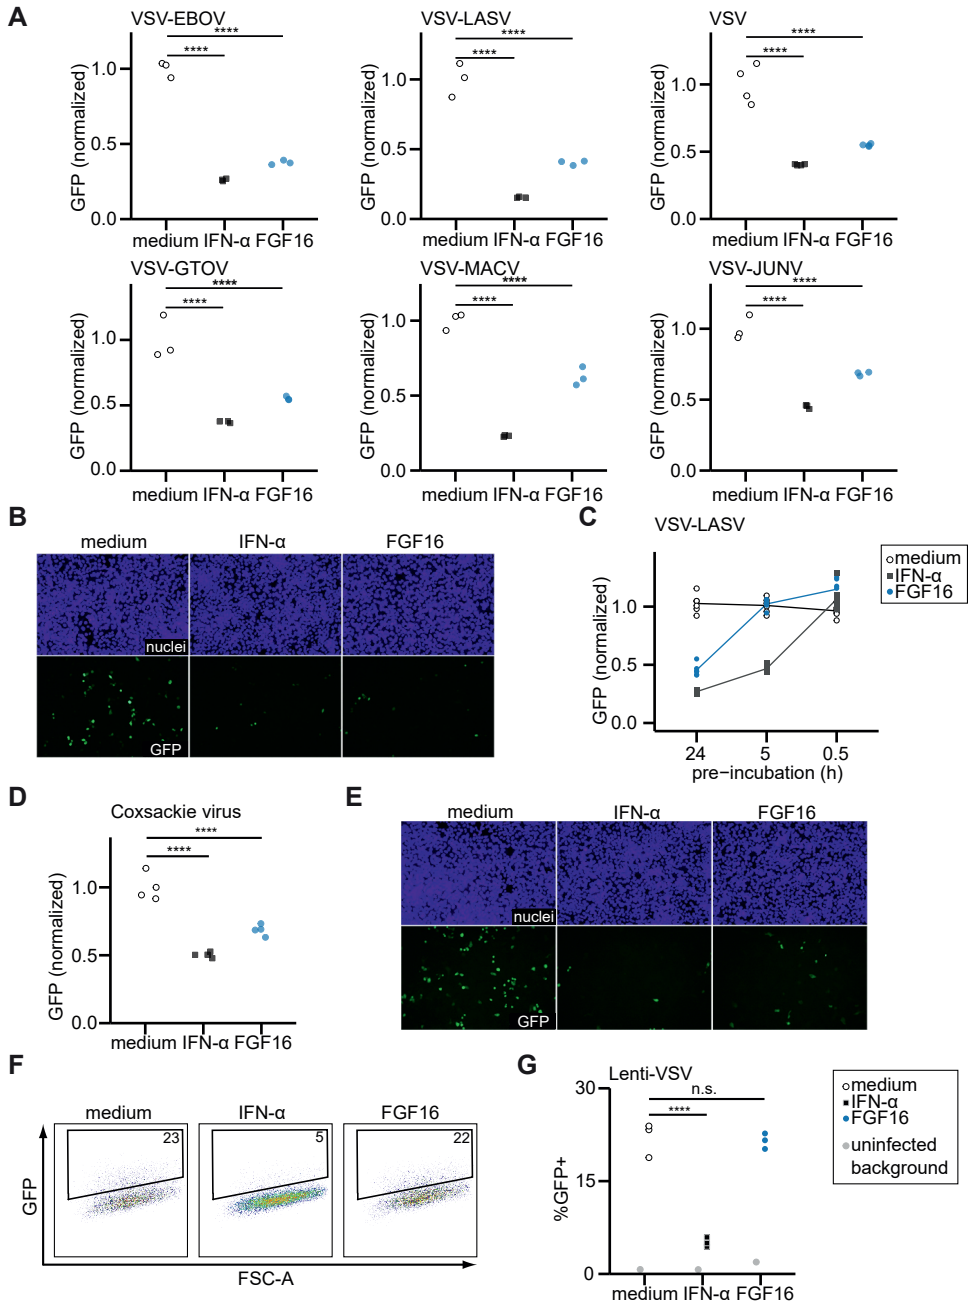 A
VSV-EBOV
VSV-LASV
VSV
****
****
****
****
****
****
GFP (normalized)
1.0
0.5
0.0
GFP (normalized)
1.0
0.5
0.0
GFP (normalized)
1.0
0.5
0.0
medium IFN-α FGF16
medium IFN-α FGF16
medium IFN-α FGF16
VSV-GTOV
VSV-MACV
VSV-JUNV
****
****
****
****
****
****
GFP (normalized)
1.0
0.5
0.0
GFP (normalized)
1.0
0.5
0.0
GFP (normalized)
1.0
0.5
0.0
medium IFN-α FGF16
medium IFN-α FGF16
medium IFN-α FGF16
B
medium
IFN-α
FGF16
nuclei
GFP
C
VSV-LASV
GFP (normalized)
1.0
0.5
0.0
24
5
0.5
pre−incubation (h)
medium
IFN-α
FGF16
D
Coxsackie virus
****
****
GFP (normalized)
1.0
0.5
0.0
medium IFN-α FGF16
E
medium
IFN-α
FGF16
nuclei
GFP
F
medium
IFN-α
FGF16
23
5
22
GFP
FSC-A
G
Lenti-VSV
n.s.
****
%GFP+
30
15
0
medium IFN-α FGF16
medium
IFN-α
FGF16
uninfected
background